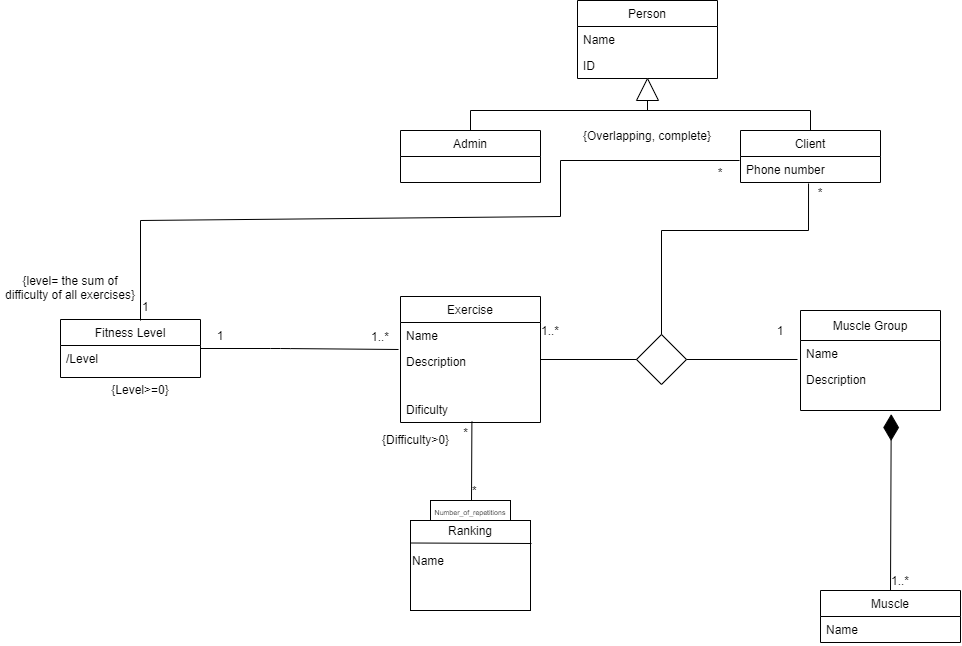 Person
Name
ID
Admin
{Overlapping, complete}
Client
Phone number
*
*
{level= the sum of
difficulty of all exercises}
1
Fitness Level
/Level
{Level>=0}
1
1..*
Exercise
Name
Description
Dificulty
1..*
1
Muscle Group
Name
Description
{Difficulty>0}
*
*
Number_of_repetitions
Ranking
Name
1..*
Muscle
Name